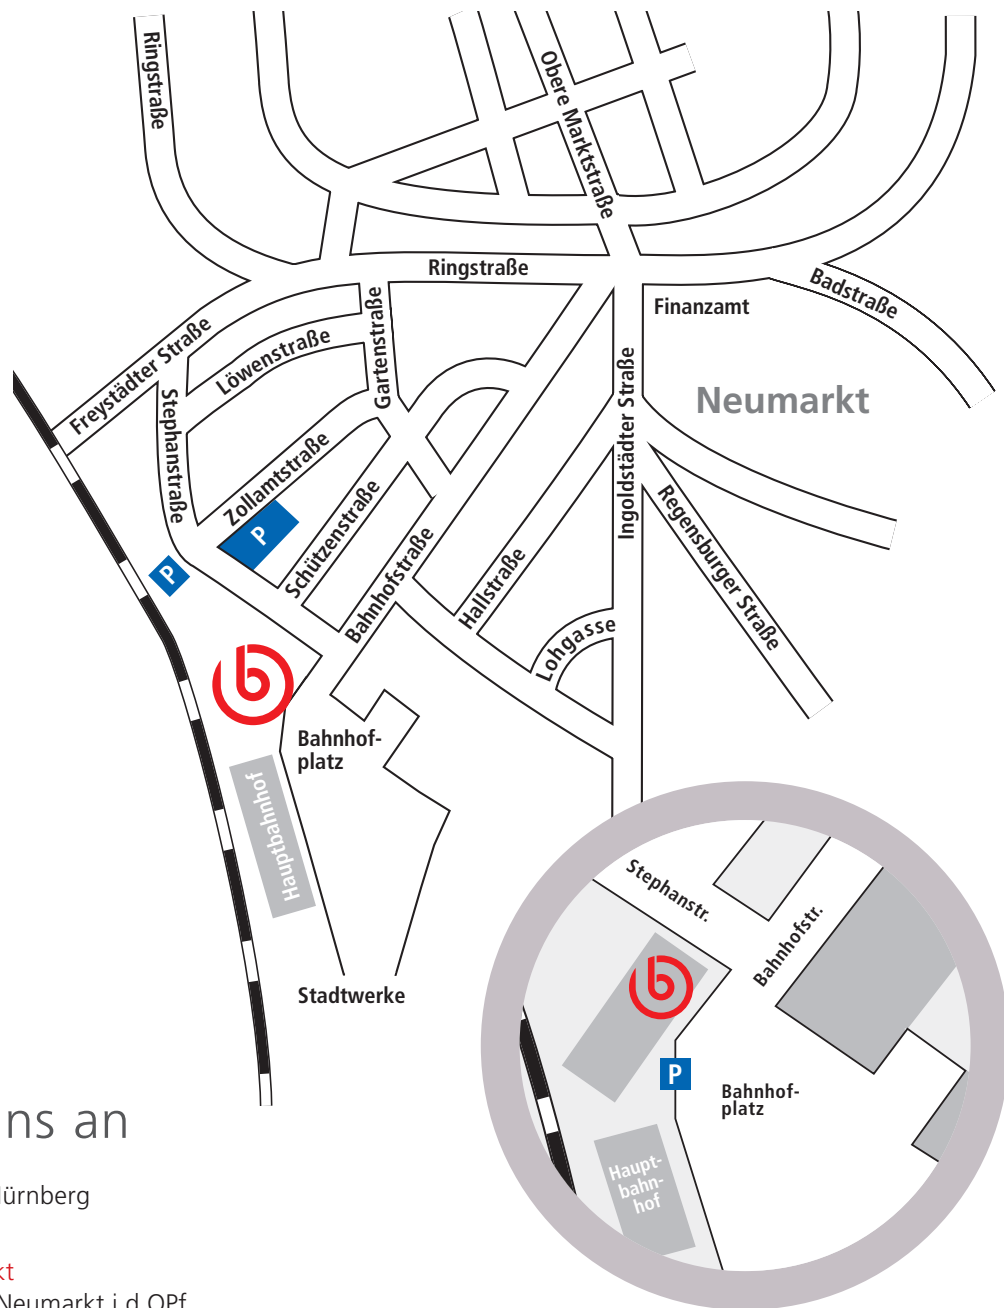 Ringstraße
Obere Marktstraße
Ringstraße
Badstraße
Finanzamt
Freystädter Straße
Löwenstraße
Gartenstraße
Neumarkt
Stephanstraße
Zollamtstraße
Ingoldstädter Straße
P
P
Schützenstraße
Bahnhofstraße
Hallstraße
Regensburger Straße
Lohgasse
b
Bahnhof-
platz
Hauptbahnhof
Stadtwerke
Stephanstr.
Bahnhofstr.
b
P
Bahnhof-
platz
Haupt-
bahn-
hof
ns an
ürnberg
kt
Neumarkt i.d.OPf.